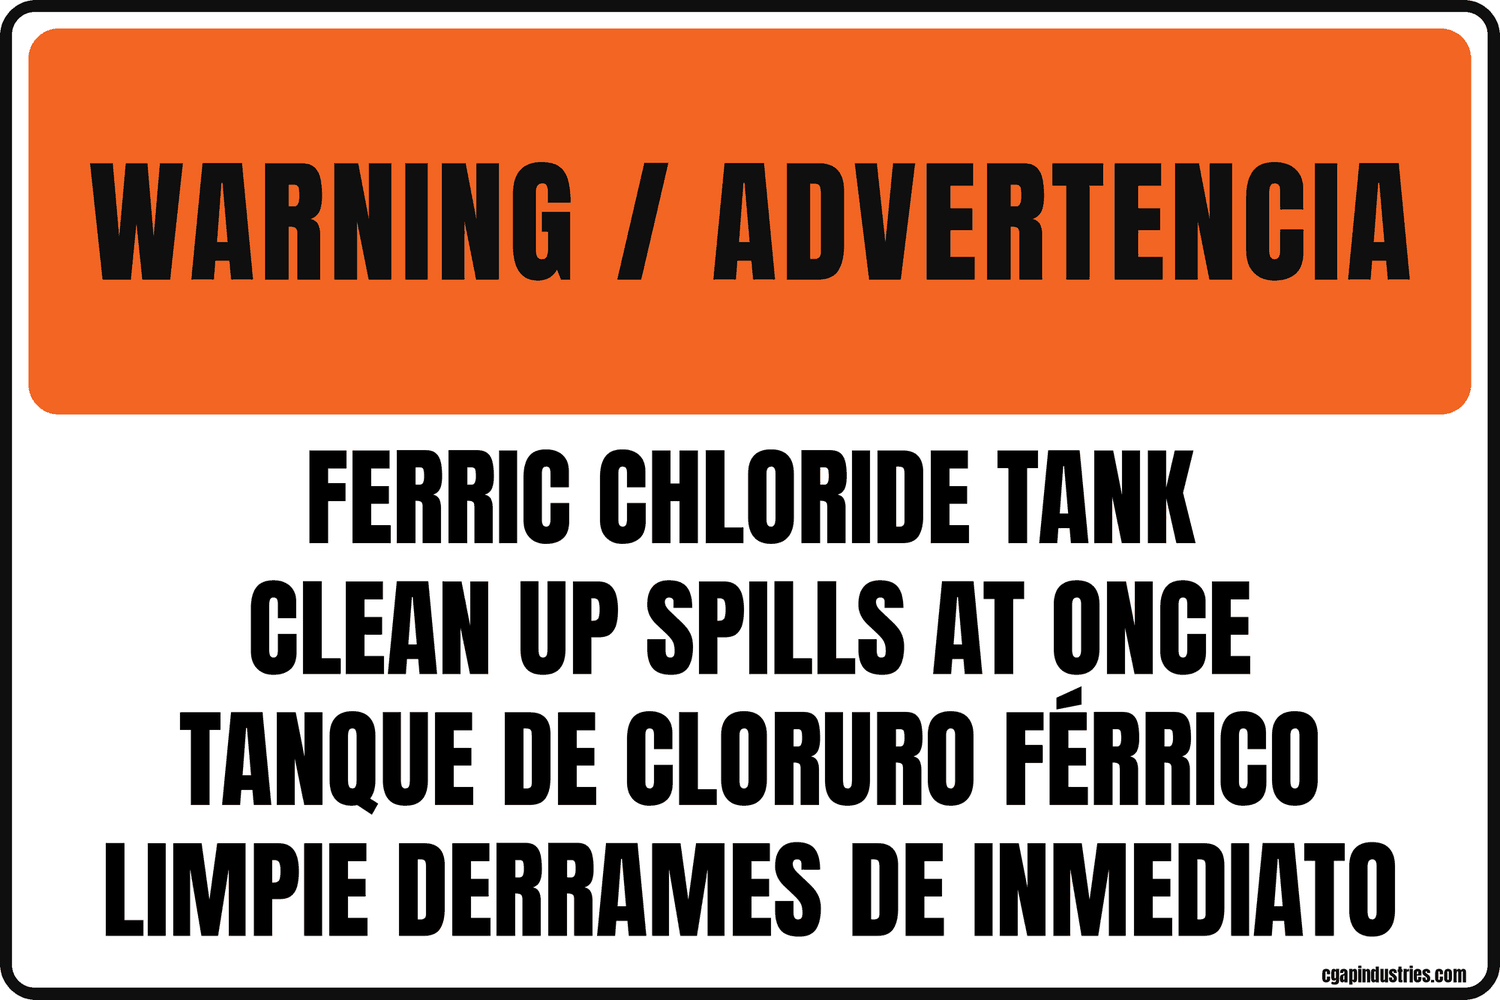 WARNING / ADVERTENCIA
FERRIC CHLORIDE TANK
CLEAN UP SPILLS AT ONCE
TANQUE DE CLORURO FÉRRICO
LIMPIE DERRAMES DE INMEDIATO
cgapindustries.com